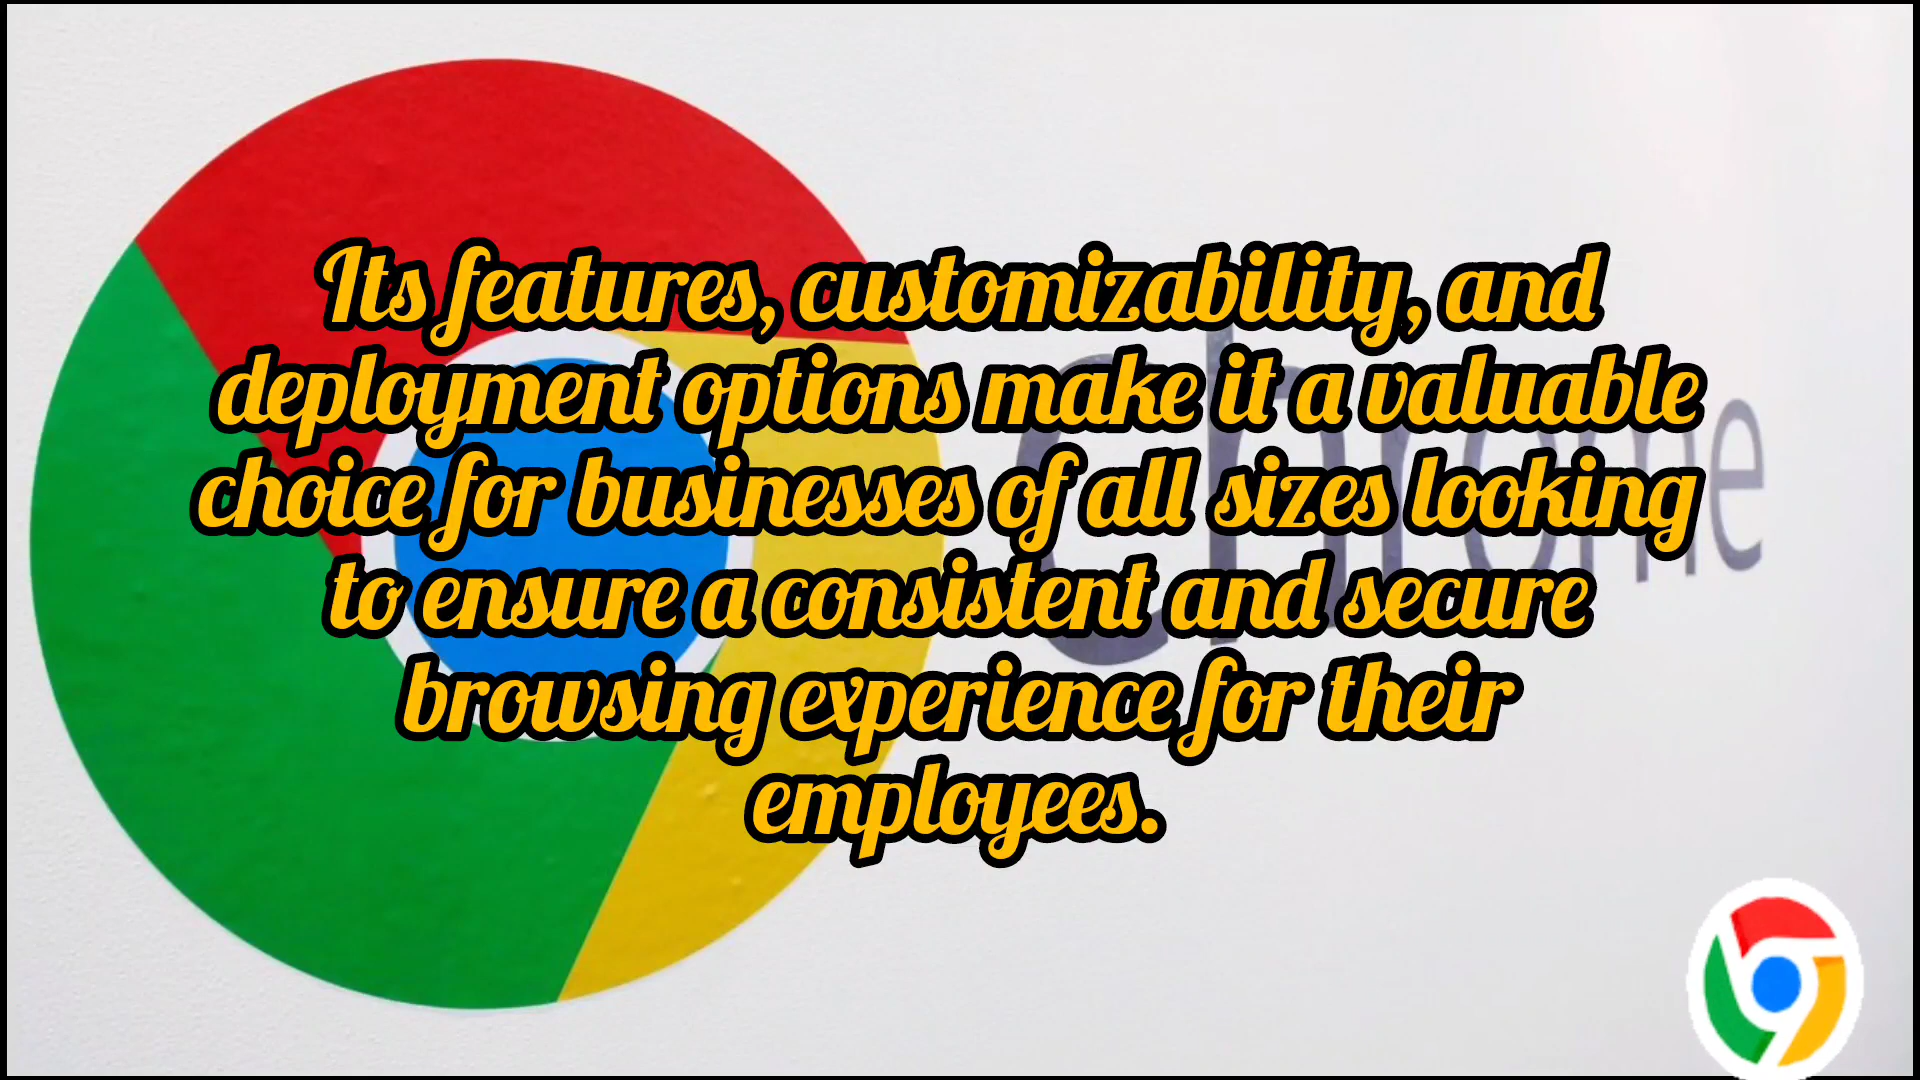 Its features, customizability, and
deployment options make it a valuable
choice for businesses of all sizes looking
to ensure a consistent and secure
browsing experience for their
employees.
chrome